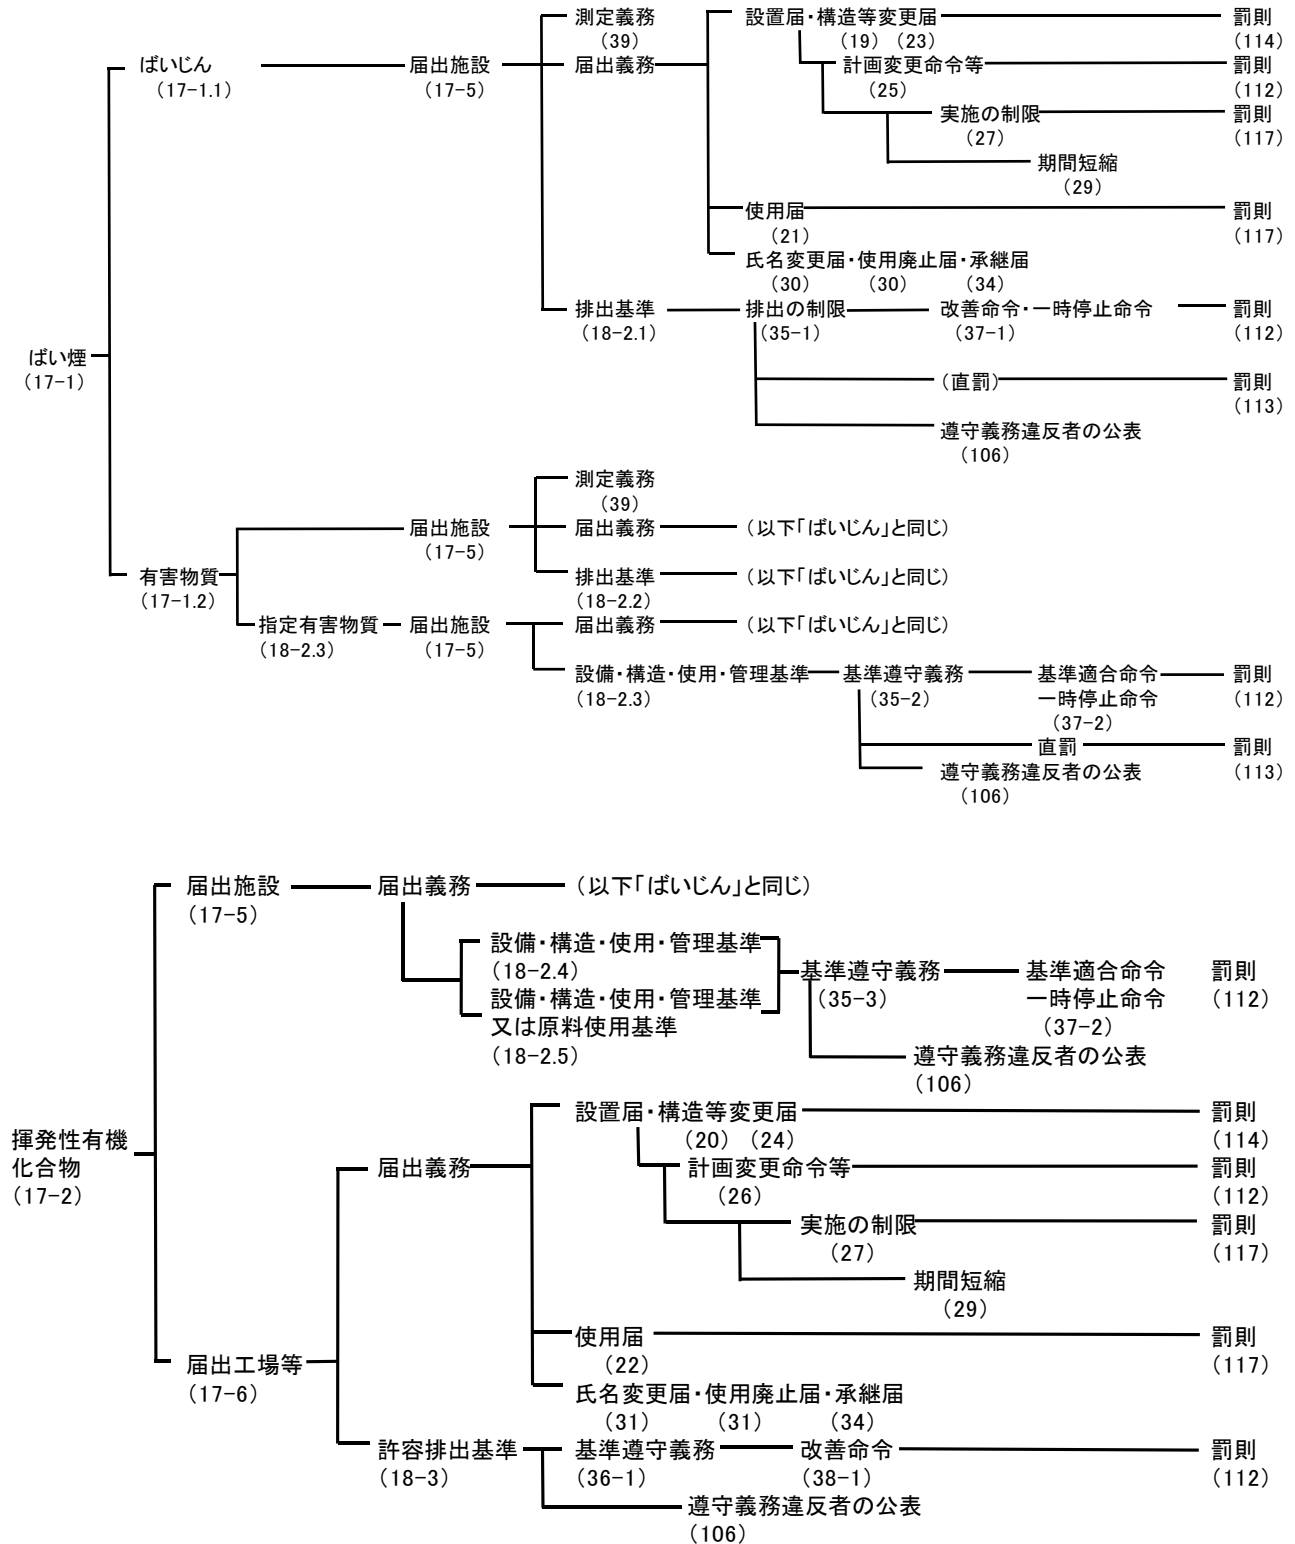 測定義務 設置届・構造等変更届 罰則
（39） （19） （23） （114）
ばいじん 届出施設 届出義務 計画変更命令等 罰則
（17-1.1） （17-5） （25） （112）
実施の制限 罰則
（27） （117）
期間短縮
（29）
使用届 罰則
（21） （117）
氏名変更届・使用廃止届・承継届
（30） （30） （34）
排出基準 排出の制限 改善命令・一時停止命令 罰則
（18-2.1） （35-1） （37-1） （112）
ばい煙
（17-1）
（直罰） 罰則
（113）
遵守義務違反者の公表
（106）
測定義務
（39）
届出施設 届出義務 （以下「ばいじん」と同じ）
（17-5）
有害物質 排出基準 （以下「ばいじん」と同じ）
（17-1.2） （18-2.2）
指定有害物質 届出施設 届出義務 （以下「ばいじん」と同じ）
（18-2.3） （17-5）
設備・構造・使用・管理基準 基準遵守義務 基準適合命令 罰則
（18-2.3） （35-2） 一時停止命令 （112）
（37-2）
直罰 罰則
遵守義務違反者の公表 （113）
（106）
届出施設 届出義務 （以下「ばいじん」と同じ）
（17-5）
設備・構造・使用・管理基準
（18-2.4） 基準遵守義務 基準適合命令 罰則
設備・構造・使用・管理基準 （35-3） 一時停止命令 （112）
又は原料使用基準 （37-2）
（18-2.5） 遵守義務違反者の公表
（106）
設置届・構造等変更届 罰則
（20） （24） （114）
揮発性有機
化合物
（17-2）
届出義務 計画変更命令等 罰則
（26） （112）
実施の制限 罰則
（27） （117）
期間短縮
（29）
使用届 罰則
（22） （117）
届出工場等
（17-6）
氏名変更届・使用廃止届・承継届
（31） （31） （34）
許容排出基準 基準遵守義務 改善命令 罰則
（18-3） （36-1） （38-1） （112）
遵守義務違反者の公表
（106）